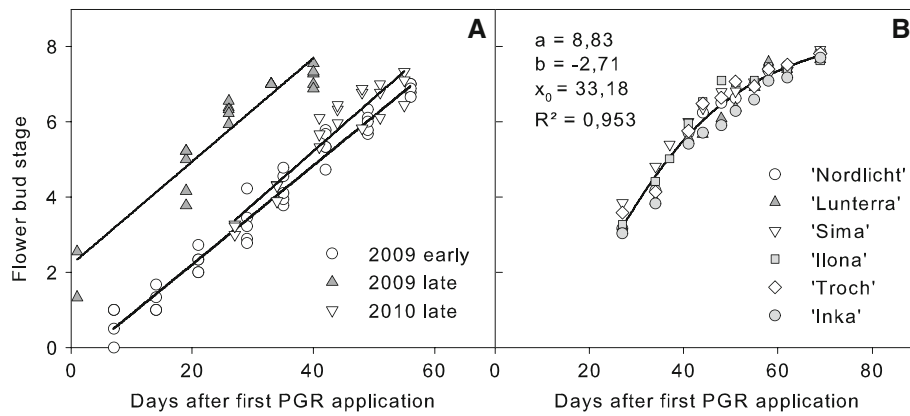 A
B
Flower bud stage
8
6
4
2
0
2009 early
2009 late
2010 late
0 20 40 60
Days after first PGR application
a = 8,83
b = -2,71
x0 = 33,18
R² = 0,953
'Nordlicht'
'Lunterra'
'Sima'
'Ilona'
'Troch'
'Inka'
0 20 40 60 80
Days after first PGR application